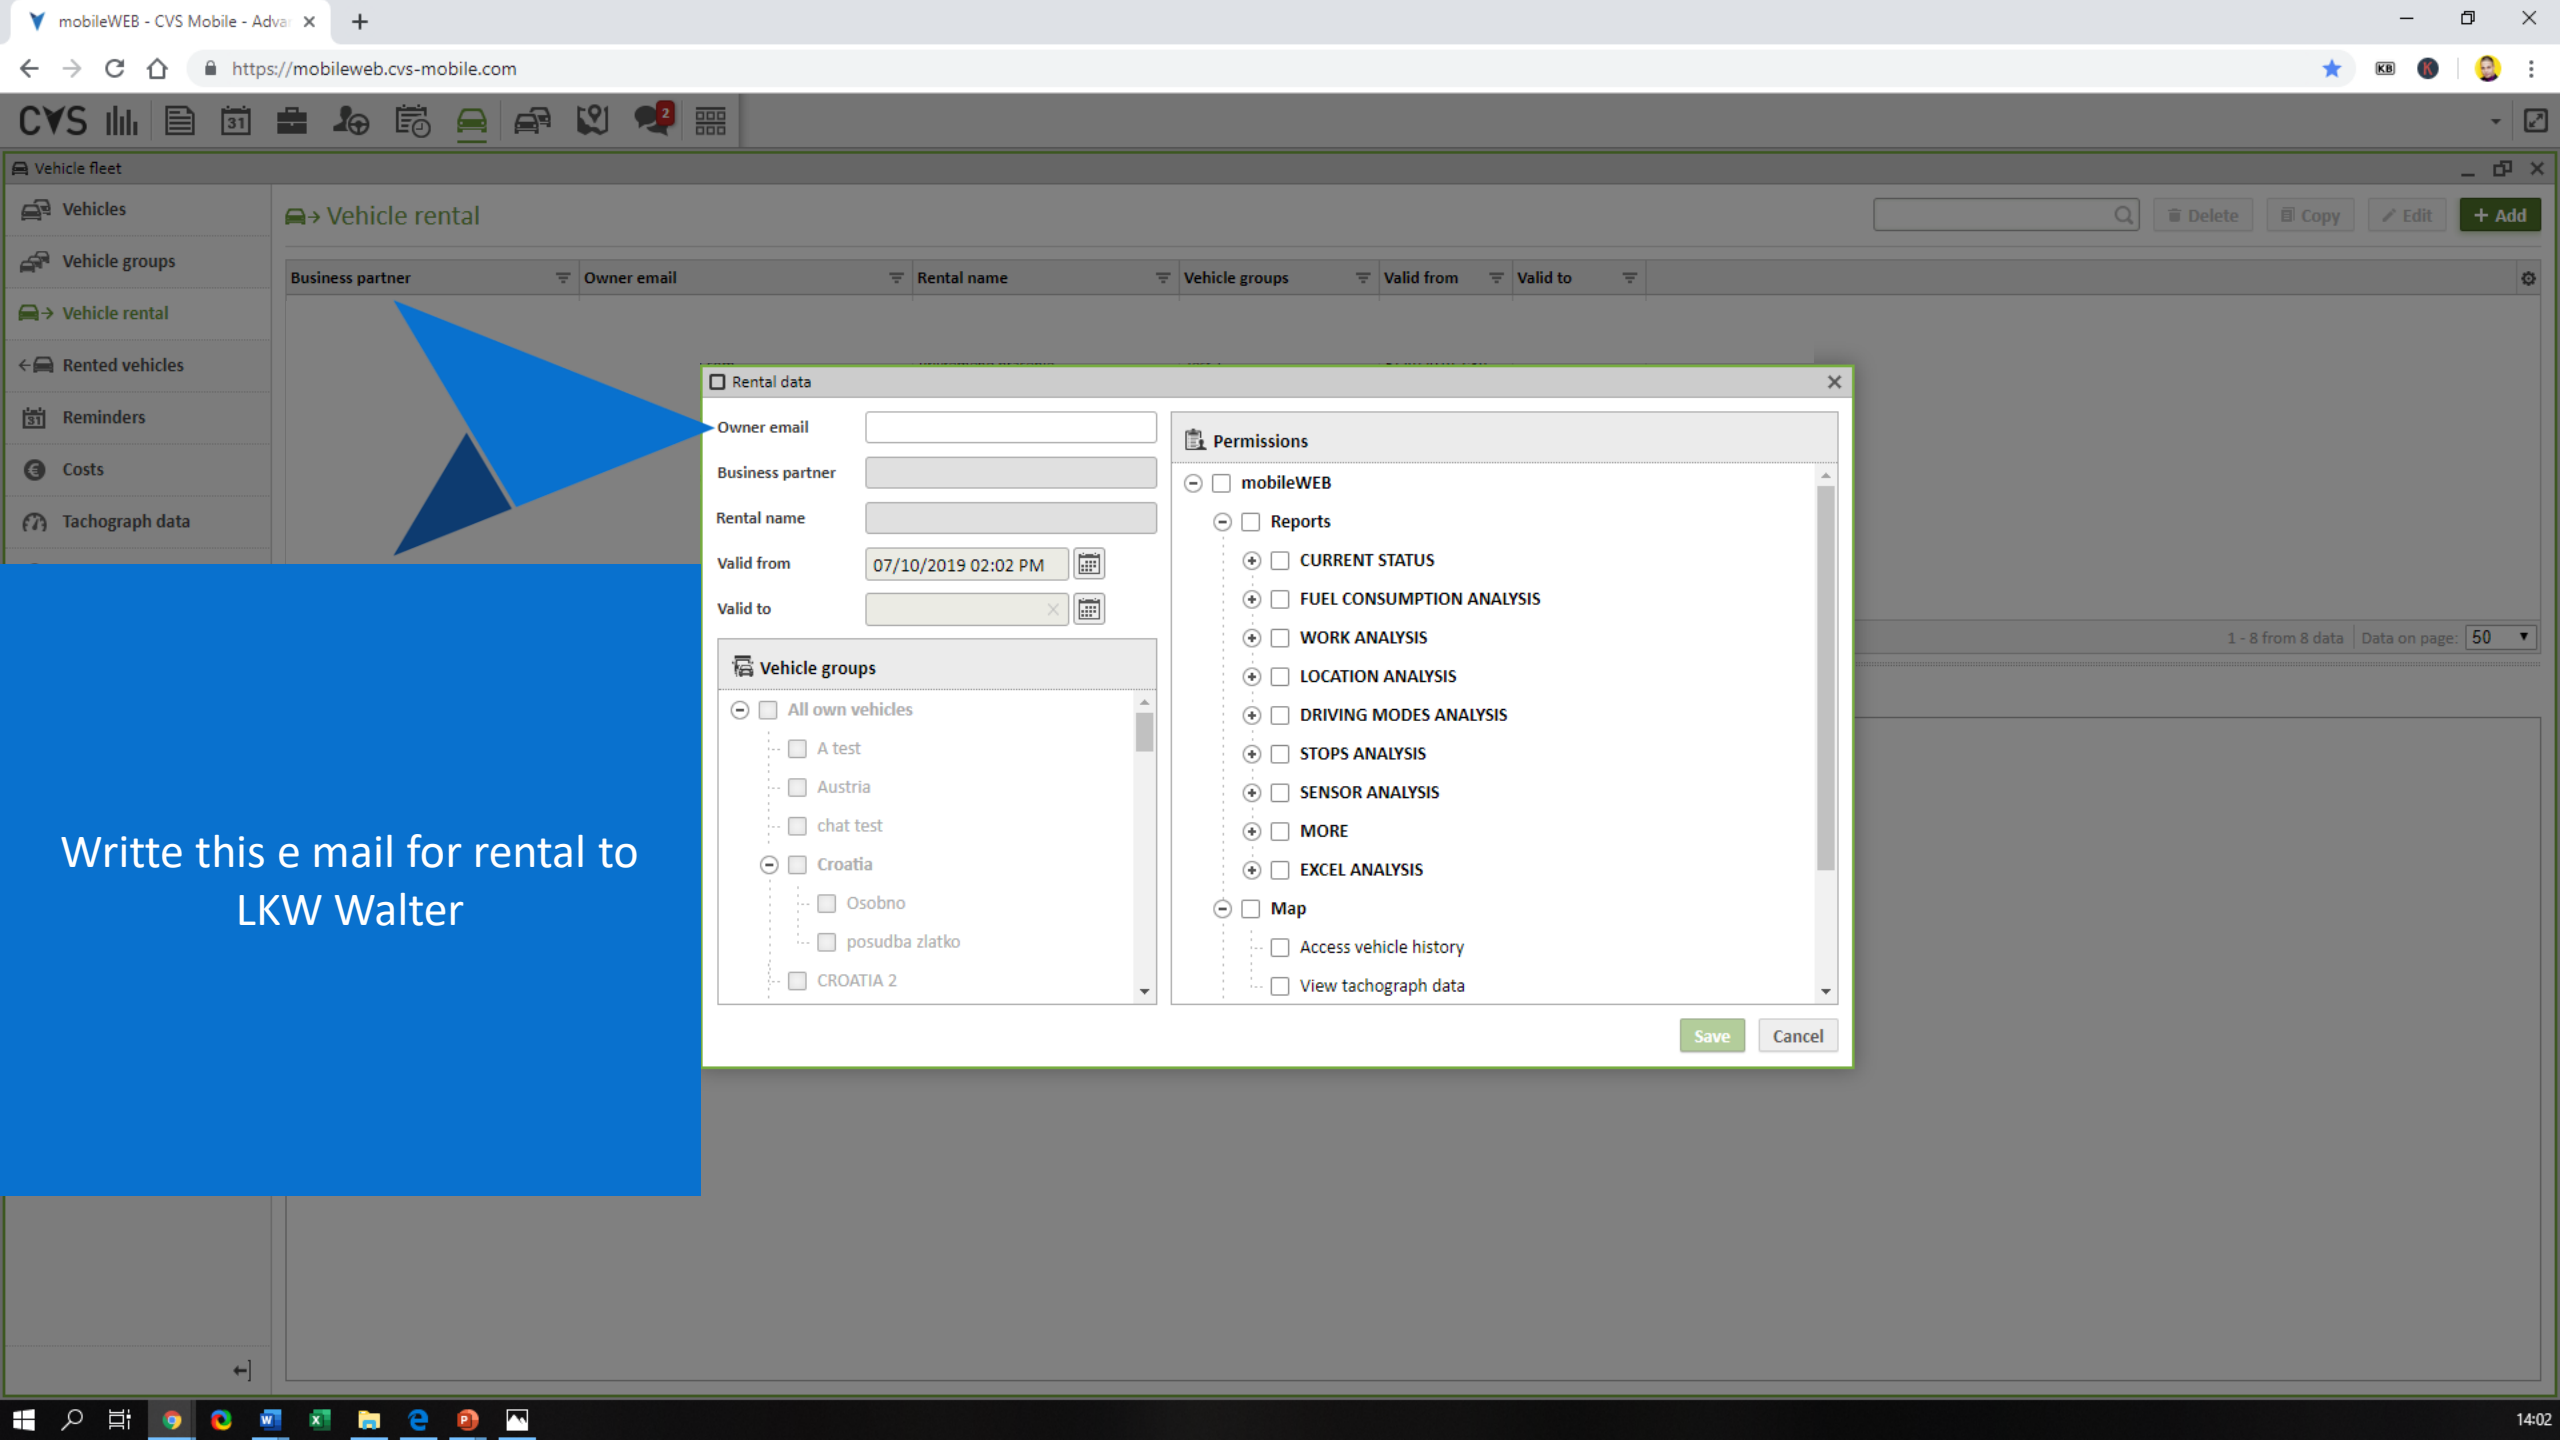 mobileWEB - CVS Mobile - Advan
https://mobileweb.cvs-mobile.com
CVS
31
2
Vehicle fleet
Vehicles
Vehicle groups
Vehicle rental
Rented vehicles
31 Reminders
Costs
Tachograph data
Vehicle rental
Delete
Copy
Edit
+ Add
Business partner
Owner email
Rental name
Vehicle groups
Valid from
Valid to
Rental data
Owner email
Business partner
Rental name
Valid from 07/10/2019 02:02 PM
Valid to
Vehicle groups
All own vehicles
A test
Austria
chat test
Croatia
Osobno
posudba zlatko
CROATIA 2
Permissions
mobileWEB
Reports
CURRENT STATUS
FUEL CONSUMPTION ANALYSIS
WORK ANALYSIS
LOCATION ANALYSIS
DRIVING MODES ANALYSIS
STOPS ANALYSIS
SENSOR ANALYSIS
MORE
EXCEL ANALYSIS
Map
Access vehicle history
View tachograph data
Save
Cancel
1 - 8 from 8 data
Data on page: 50
Writte this e mail for rental to
LKW Walter
14:02